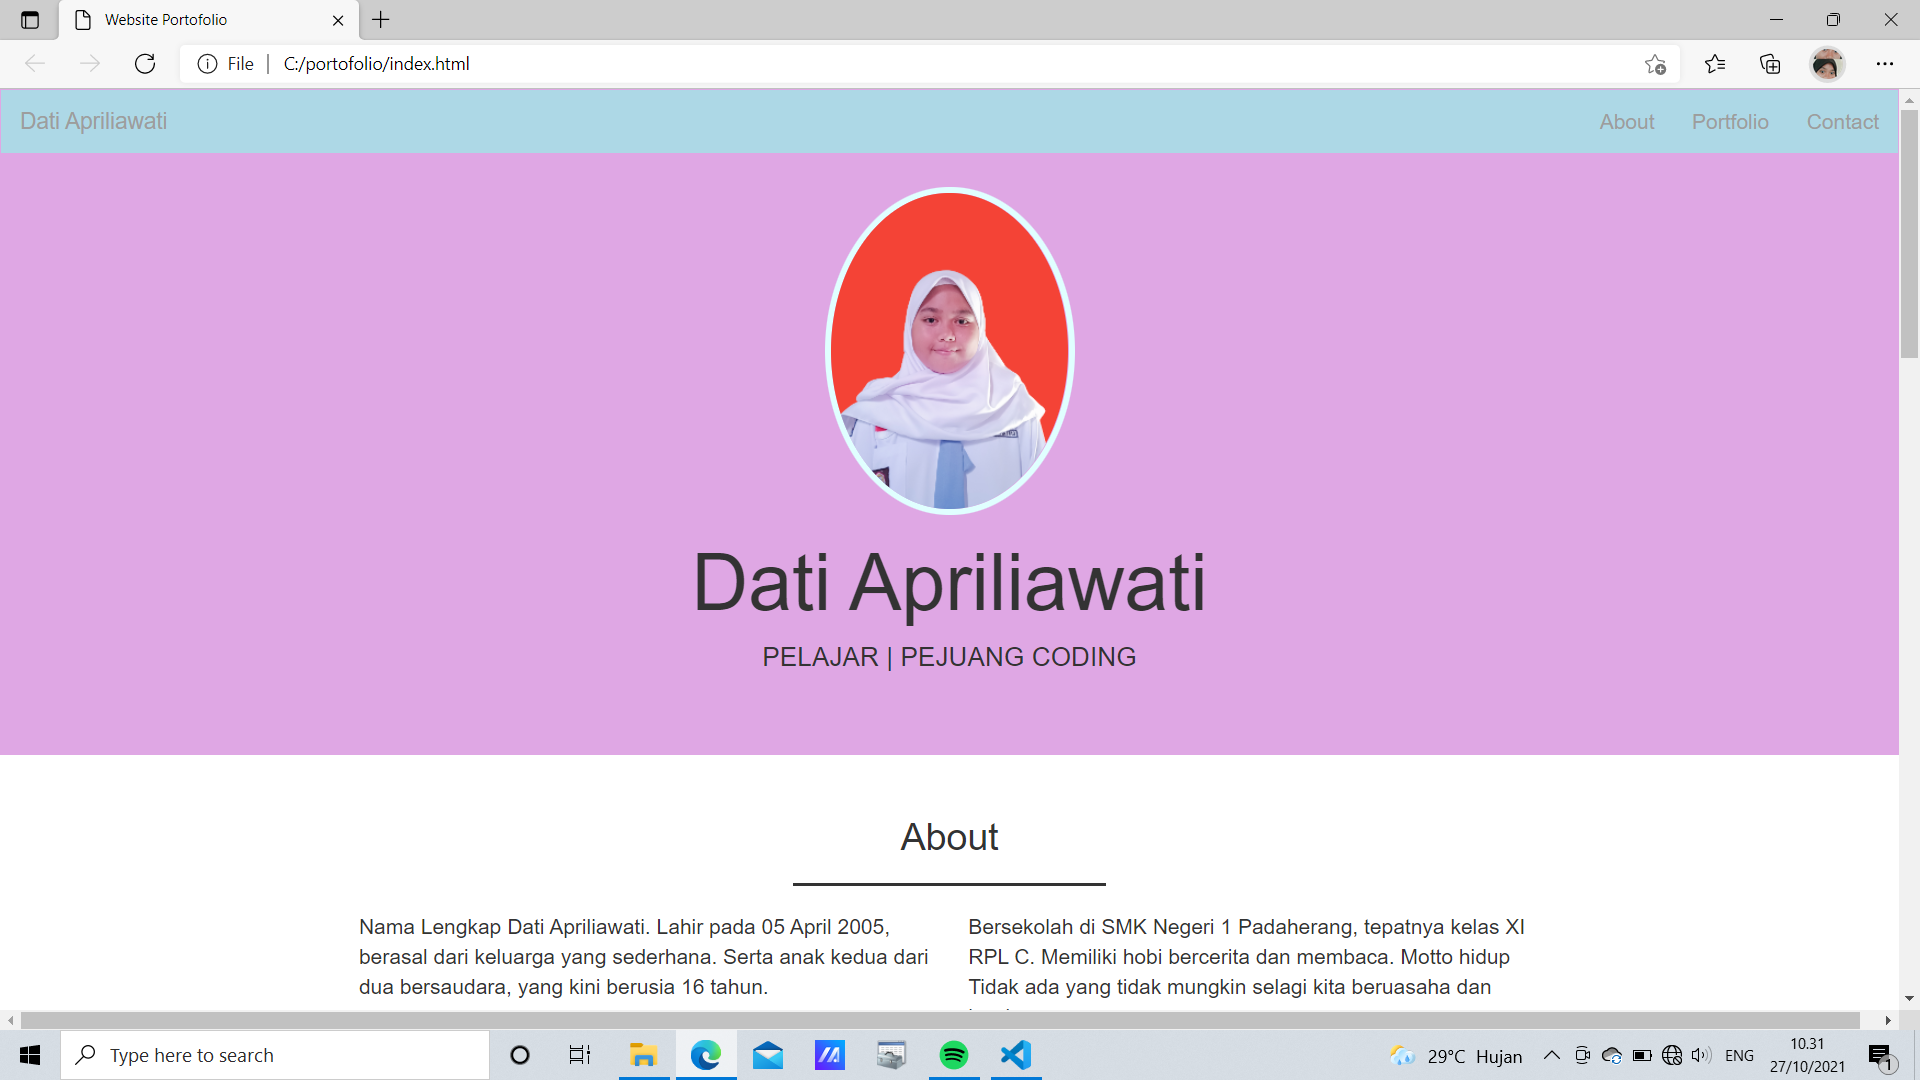 Website Portofolio
File
C:/portofolio/index.html
Dati Apriliawati
About
Portfolio
Contact
Dati Apriliawati
PELAJAR | PEJUANG CODING
About
Nama Lengkap Dati Apriliawati. Lahir pada 05 April 2005,
berasal dari keluarga yang sederhana. Serta anak kedua dari
dua bersaudara, yang kini berusia 16 tahun.
Bersekolah di SMK Negeri 1 Padaherang, tepatnya kelas XI
RPL C. Memiliki hobi bercerita dan membaca. Motto hidup
Tidak ada yang tidak mungkin selagi kita beruasaha dan
Type here to search
29°C Hujan
ENG
10.31
27/10/2021
1